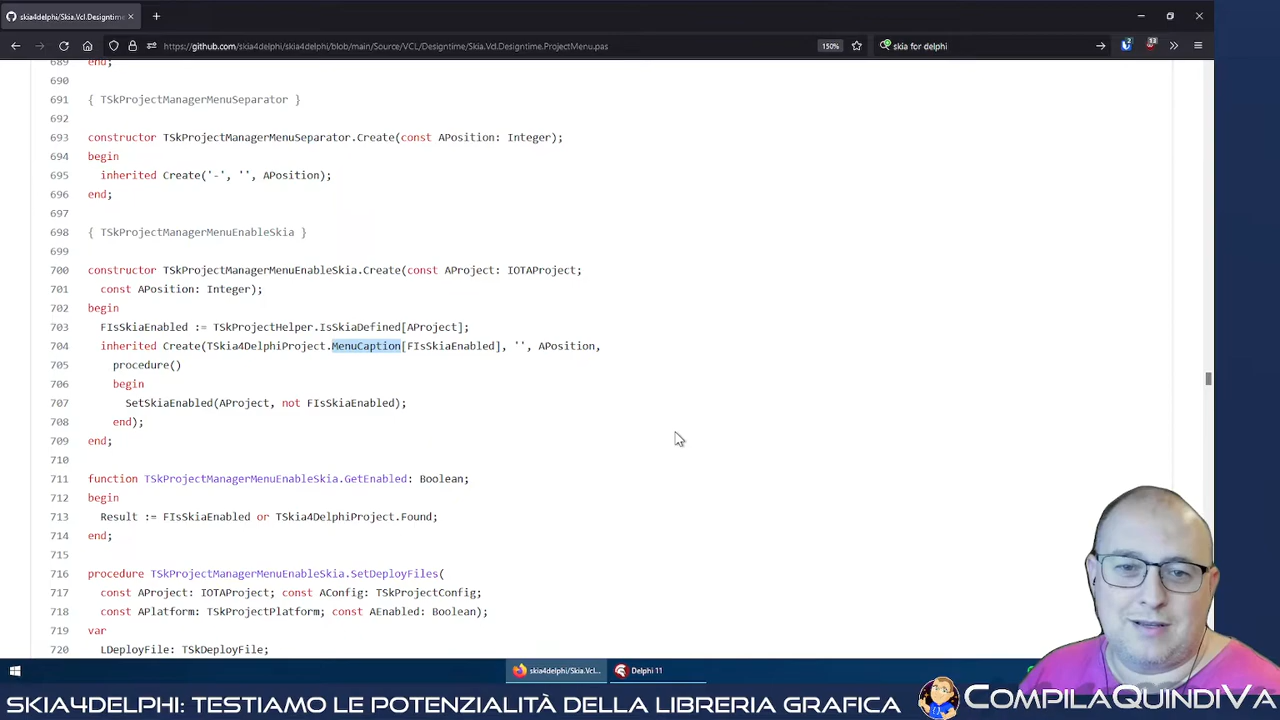 skia4delphi/Skia.Vcl.Designtime
https://github.com/skia4delphi/skia4delphi/blob/main/Source/VCL/Designtime/Skia.Vcl.Designtime.ProjectMenu.pas
150%
skia for delphi
689 end;
690
691 { TSkProjectManagerMenuSeparator }
692
693 constructor TSkProjectManagerMenuSeparator.Create(const APosition: Integer);
694 begin
695 inherited Create('-', '', APosition);
696 end;
697
698 { TSkProjectManagerMenuEnableSkia }
699
700 constructor TSkProjectManagerMenuEnableSkia.Create(const AProject: IOTAProject;
701 const APosition: Integer);
702 begin
703 FIsSkiaEnabled := TSkProjectHelper.IsSkiaDefined[AProject];
704 inherited Create(TSkia4DelphiProject.MenuCaption[FIsSkiaEnabled], '', APosition,
705 procedure()
706 begin
707 SetSkiaEnabled(AProject, not FIsSkiaEnabled);
708 end);
709 end;
710
711 function TSkProjectManagerMenuEnableSkia.GetEnabled: Boolean;
712 begin
713 Result := FIsSkiaEnabled or TSkia4DelphiProject.Found;
714 end;
715
716 procedure TSkProjectManagerMenuEnableSkia.SetDeployFiles(
717 const AProject: IOTAProject; const AConfig: TSkProjectConfig;
718 const APlatform: TSkProjectPlatform; const AEnabled: Boolean);
719 var
720 LDeployFile: TSkDeployFile;
skia4delphi/Skia.Vcl...
Delphi 11
SKIA4DELPHI: TESTIAMO LE POTENZIALITÀ DELLA LIBRERIA GRAFICA
COMPILAQUINDIVA